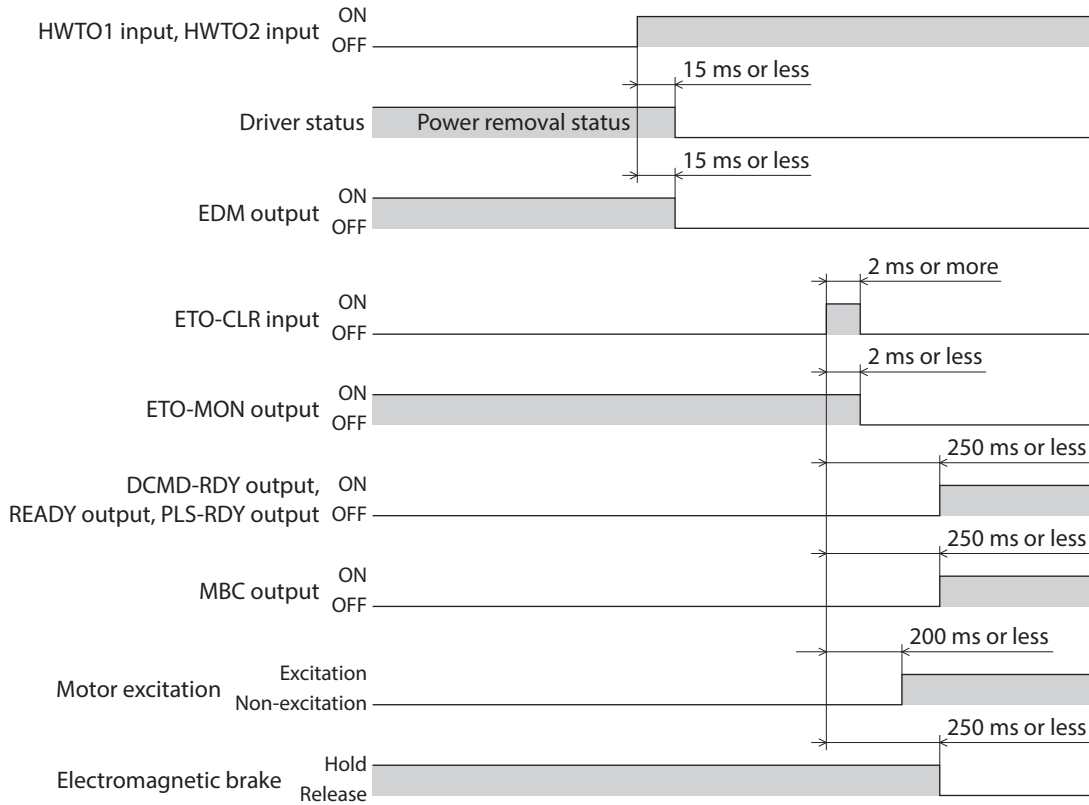 ON
HWTO1 input, HWTO2 input
OFF
15 ms or less
Driver status
Power removal status
15 ms or less
ON
EDM output
OFF
2 ms or more
ON
ETO-CLR input
OFF
2 ms or less
ON
ETO-MON output
OFF
250 ms or less
DCMD-RDY output, ON
READY output, PLS-RDY output OFF
250 ms or less
ON
MBC output
OFF
200 ms or less
Excitation
Motor excitation
Non-excitation
250 ms or less
Hold
Electromagnetic brake
Release